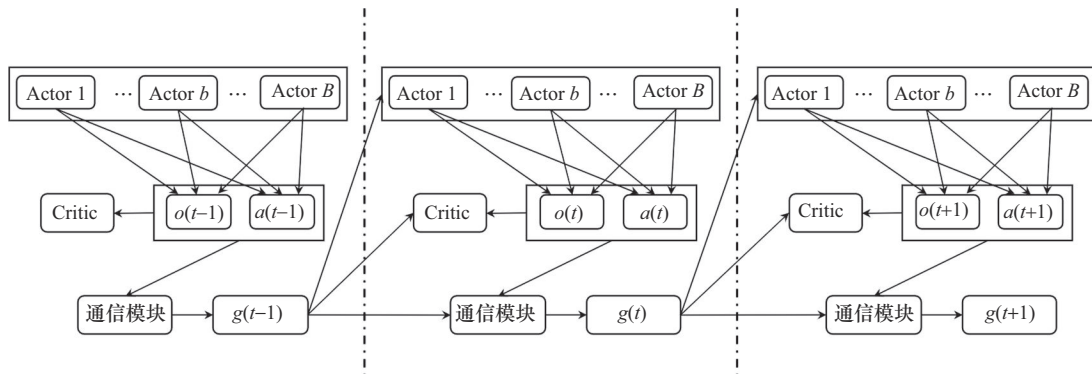 Actor 1 … Actor b … Actor B Actor 1 … Actor b … Actor B Actor 1 … Actor b … Actor B
Critic o(t−1) a(t−1) Critic o(t) a(t) Critic o(t+1) a(t+1)
通信模块 g(t−1) 通信模块 g(t) 通信模块 g(t+1)